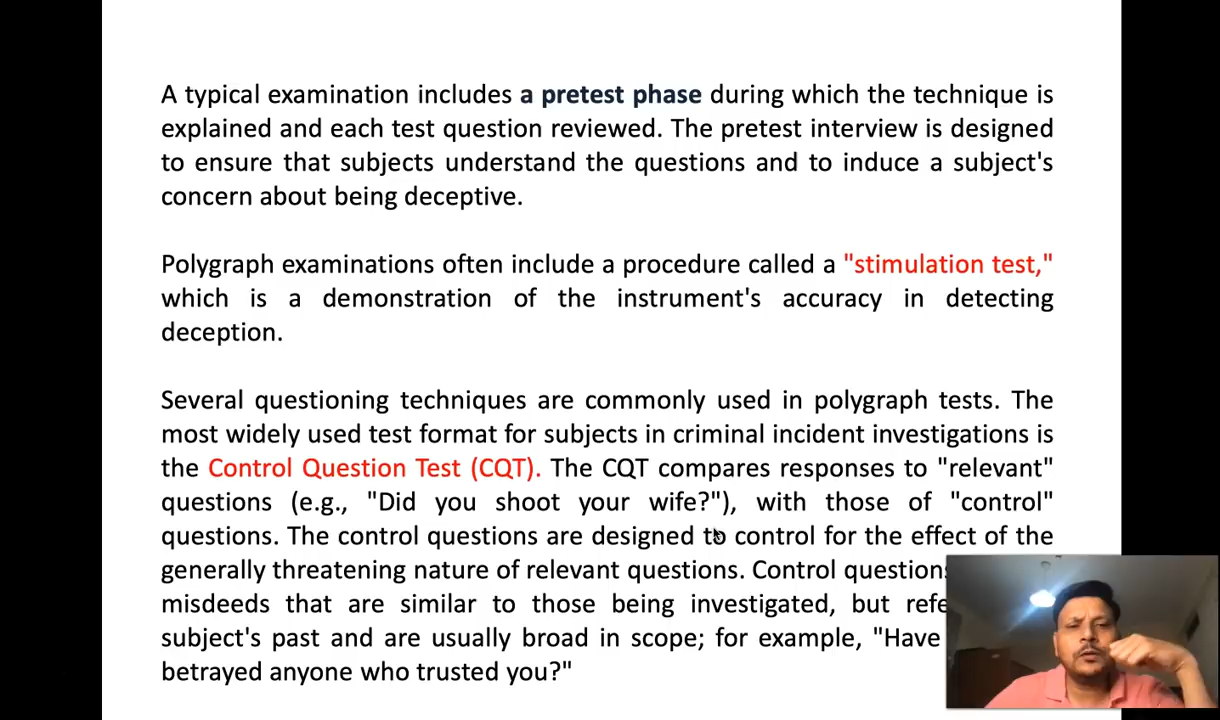 A typical examination includes a pretest phase during which the technique is
explained and each test question reviewed. The pretest interview is designed
to ensure that subjects understand the questions and to induce a subject's
concern about being deceptive.
Polygraph examinations often include a procedure called a "stimulation test,"
which is a demonstration of the instrument's accuracy in detecting
deception.
Several questioning techniques are commonly used in polygraph tests. The
most widely used test format for subjects in criminal incident investigations is
the Control Question Test (CQT). The CQT compares responses to "relevant"
questions (e.g., "Did you shoot your wife?"), with those of "control"
questions. The control questions are designed to control for the effect of the
generally threatening nature of relevant questions. Control question
misdeeds that are similar to those being investigated, but
subject's past and are usually broad in scope; for example, "Have
betrayed anyone who trusted you?"